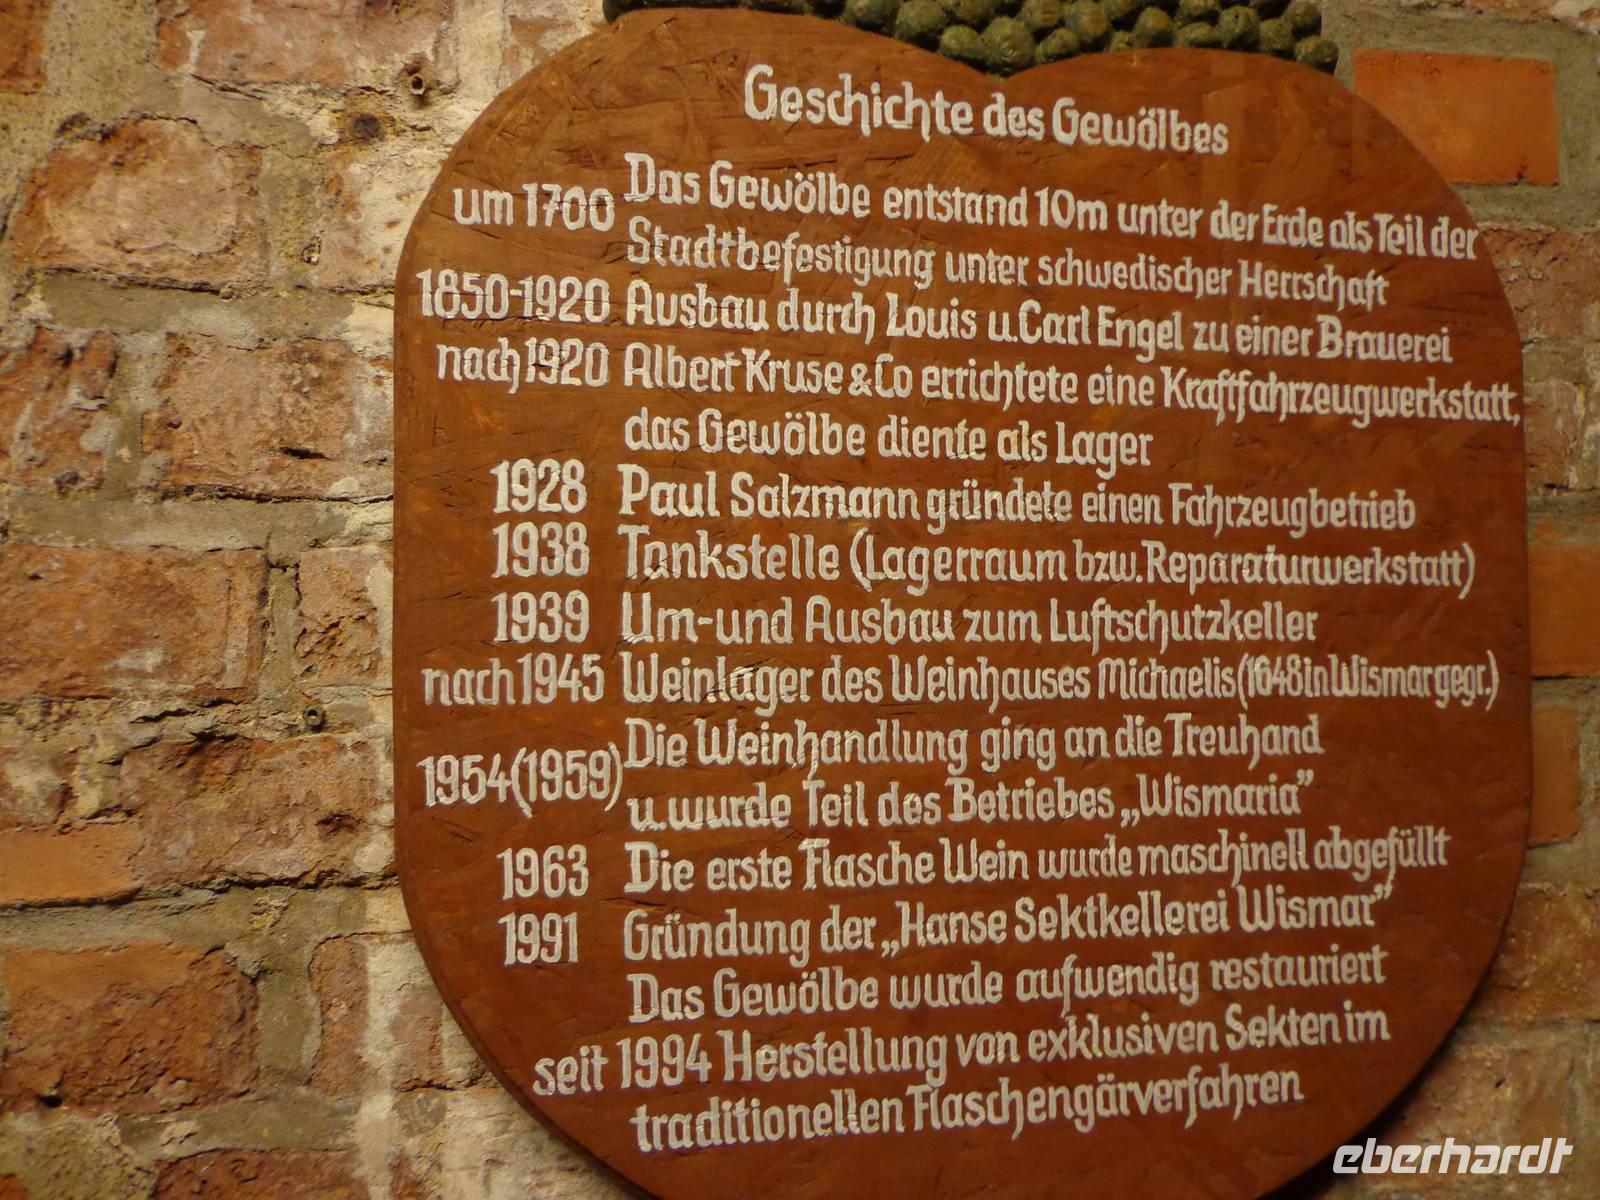 Geschichte des Gewölbes
um 1700 Das Gewölbe entstand 10m unter der Erde als Teil der
Stadtbefestigung unter schwedischer Herrschaft
1850-1920 Ausbau durch Louis u. Carl Engel zu einer Brauerei
nach 1920 Albert Kruse & Co errichtete eine Kraftfahrzeugwerkstatt,
das Gewölbe diente als Lager
1928 Paul Salzmann gründete einen Fahrzeugbetrieb
1938 Tankstelle (Lagerraum bzw. Reparaturwerkstatt)
1939 Um-und Ausbau zum Luftschutzkeller
nach 1945 Weinlager des Weinhauses Michaelis (1648 in Wismar gegr.)
1954(1959) Die Weinhandlung ging an die Treuhand
u. wurde Teil des Betriebes „Wismaria”
1963 Die erste Flasche Wein wurde maschinell abgefüllt
1991 Gründung der „Hanse Sektkellerei Wismar”
Das Gewölbe wurde aufwendig restauriert
seit 1994 Herstellung von exklusiven Sekten im
traditionellen Flaschengärverfahren
eberhardt